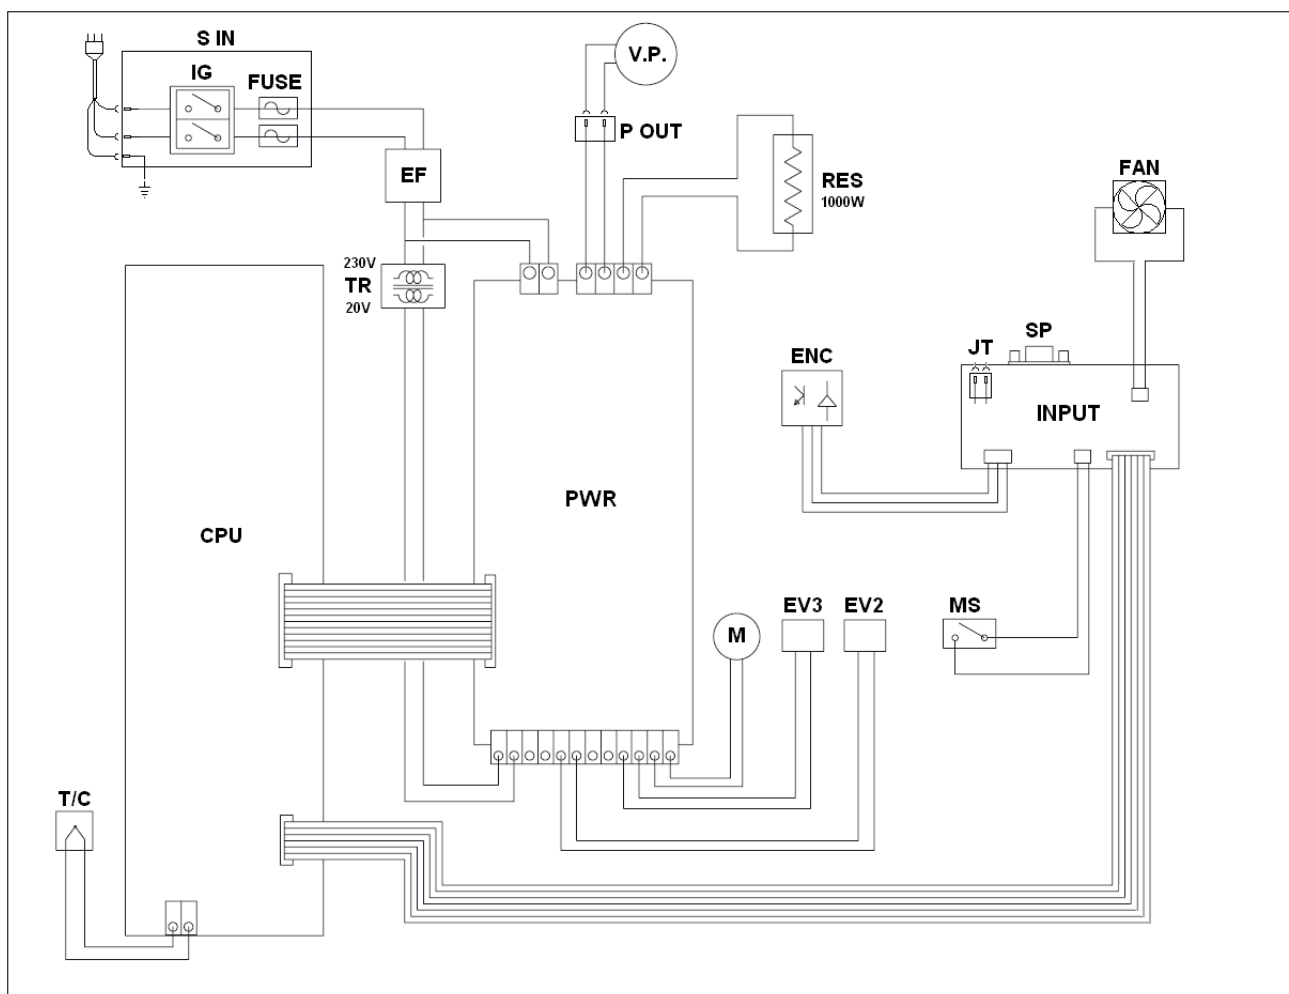 S IN
IG
FUSE
V.P.
P OUT
EF
RES
1000W
FAN
230V
TR
20V
ENC
JT
SP
INPUT
CPU
PWR
M
EV3
EV2
MS
T/C